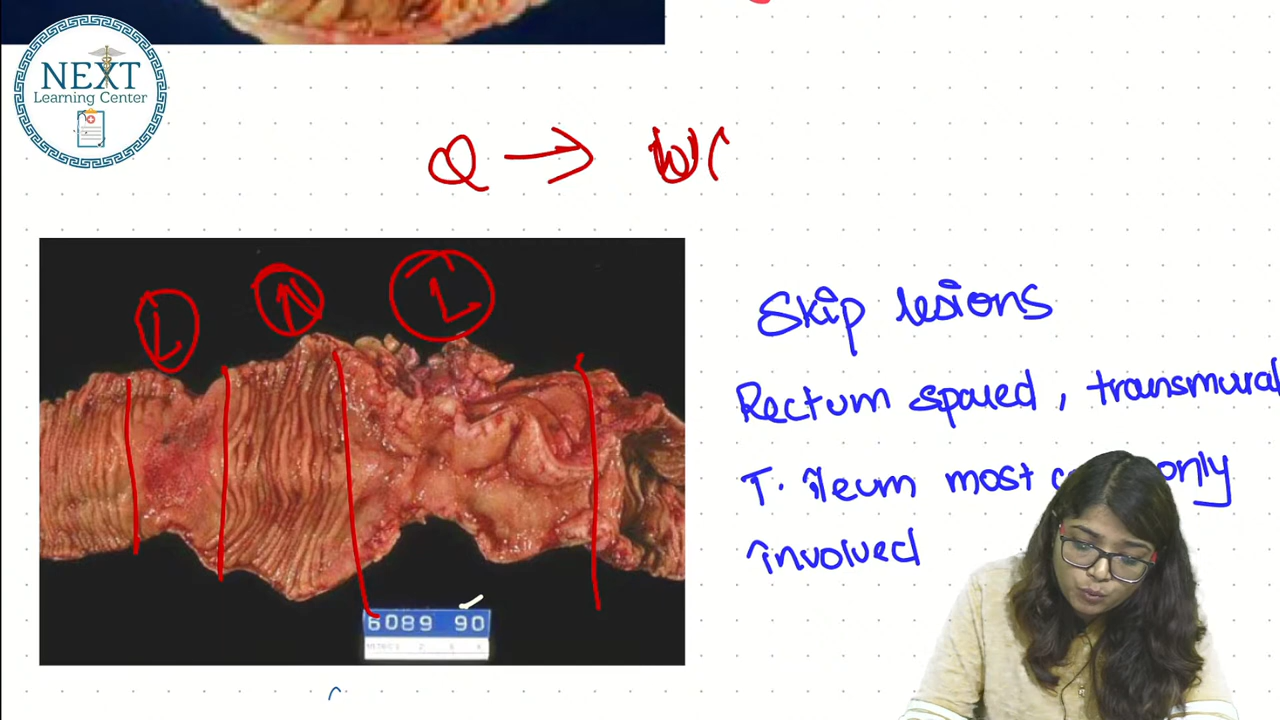 NEXT
Learning Center
Q →
L N L
Skip lesions
Rectum spared, transmural
T. ileum most
involved
6089 90